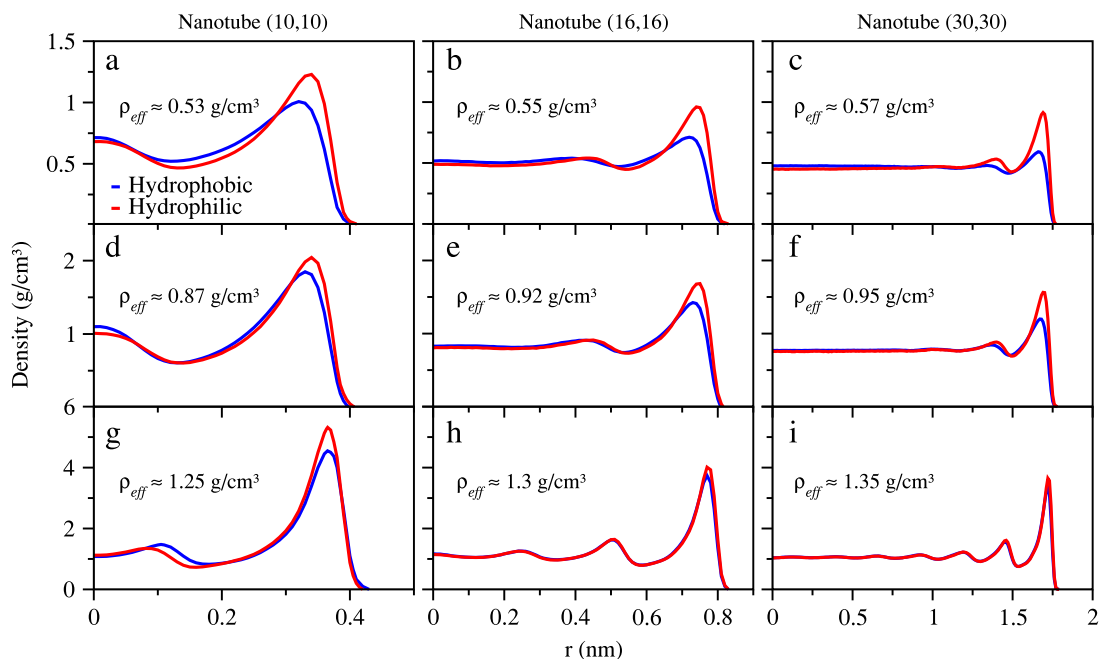 Nanotube (10,10) Nanotube (16,16) Nanotube (30,30)
1.5 a b c
ρeff ≈ 0.53 g/cm³ ρeff ≈ 0.55 g/cm³ ρeff ≈ 0.57 g/cm³
1
0.5
Hydrophobic
Hydrophilic
d e f
2
ρeff ≈ 0.87 g/cm³ ρeff ≈ 0.92 g/cm³ ρeff ≈ 0.95 g/cm³
1
Density (g/cm³)
6
g h i
4
ρeff ≈ 1.25 g/cm³ ρeff ≈ 1.3 g/cm³ ρeff ≈ 1.35 g/cm³
2
0
0 0.2 0.4 0 0.2 0.4 0.6 0.8 0 0.5 1 1.5 2
r (nm)